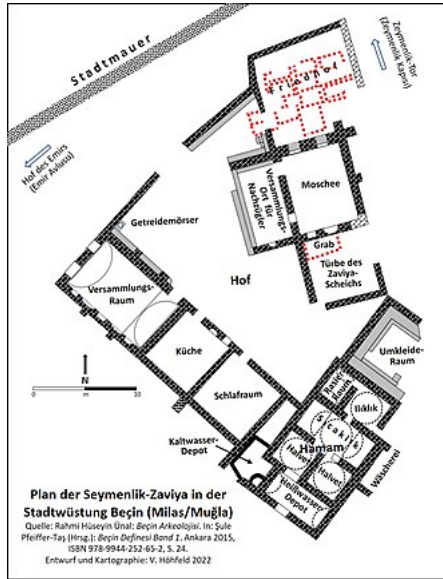 Stadtmauer
Zeymenlik-Tor
(Zeymenlik Kapısı)
Hof des Emirs
(Emir Avlusu)
Friedhof
Versammlungs-
Ort für
Nachzügler
Moschee
Getreidemörser
Grab
Türbe des
Zaviya-
Scheichs
Hof
Versammlungs-
Raum
Küche
Schlafraum
Umkleide-
Raum
Rasier-
Raum
Ilıklık
Sıcaklık
Hamam
Halvet
Halvet
Wäscherei
Kaltwasser-
Depot
Heißwasser-
Depot
N
0 m 10
Plan der Seymenlik-Zaviya in der
Stadtwüstung Beçin (Milas/Muğla)
Quelle: Rahmi Hüseyin Ünal: Beçin Arkeolojisi. In: Şule
Pfeiffer-Taş (Hrsg.): Beçin Definesi Band 1. Ankara 2015,
ISBN 978-9944-252-65-2, S. 24.
Entwurf und Kartographie: V. Höhfeld 2022